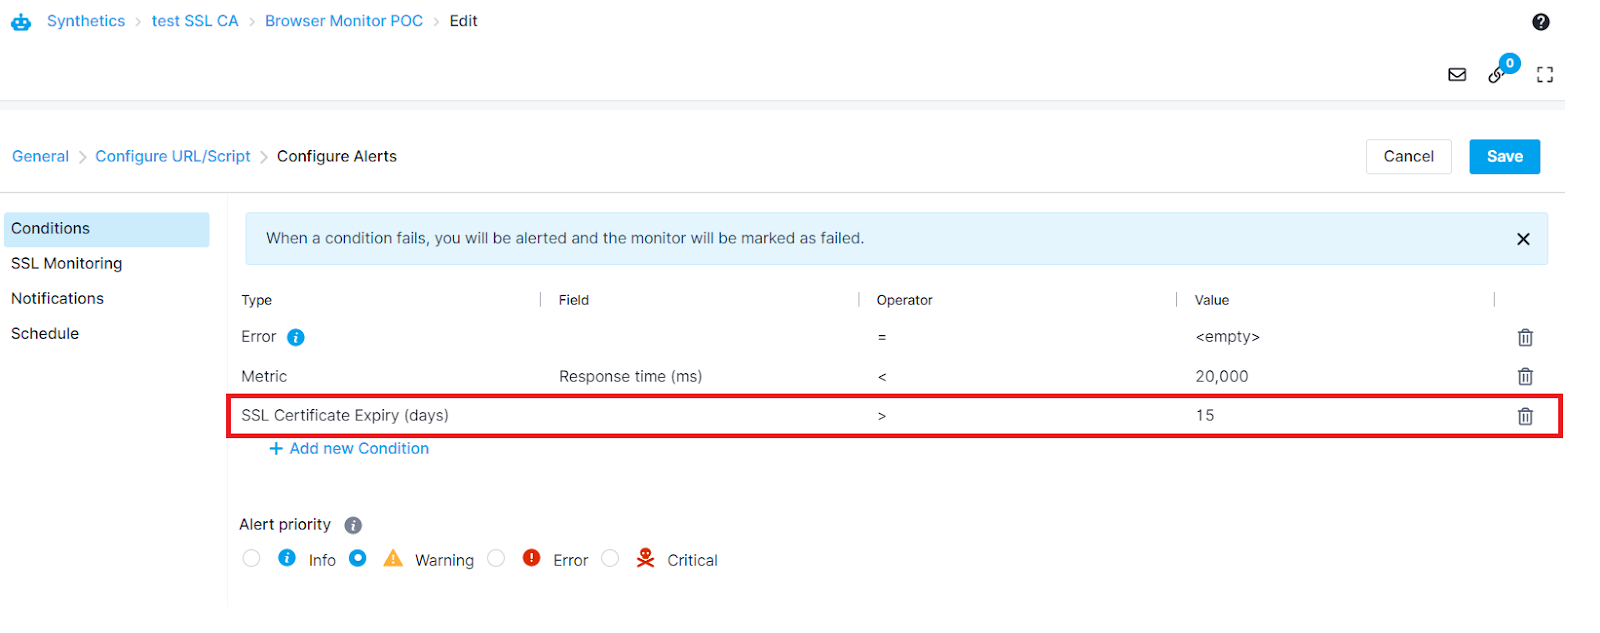 Synthetics > test SSL CA > Browser Monitor POC > Edit
?
0
General > Configure URL/Script > Configure Alerts
Cancel
Save
Conditions
SSL Monitoring
Notifications
Schedule
When a condition fails, you will be alerted and the monitor will be marked as failed.
Type Field Operator Value
Error i = <empty>
Metric Response time (ms) < 20,000
SSL Certificate Expiry (days) > 15
+ Add new Condition
Alert priority i
i Info ! Warning ! Error Critical